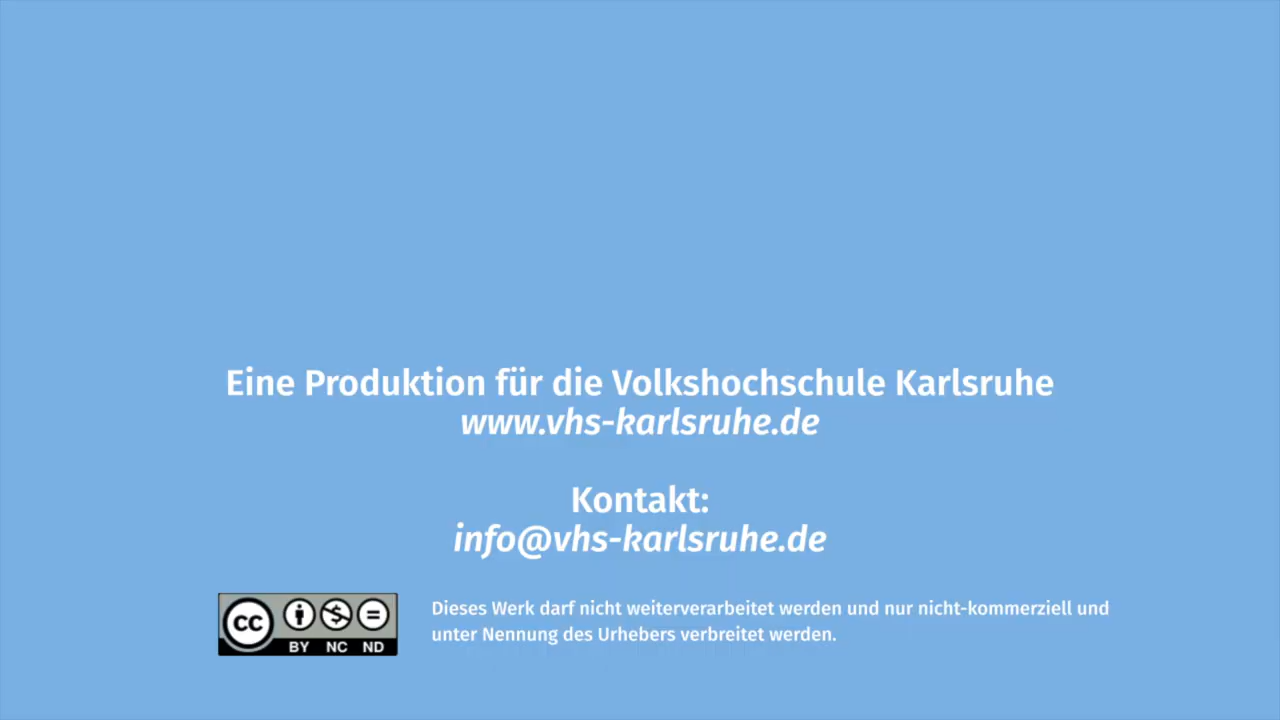 Eine Produktion für die Volkshochschule Karlsruhe
www.vhs-karlsruhe.de
Kontakt:
info@vhs-karlsruhe.de
cc BY NC ND
Dieses Werk darf nicht weiterverarbeitet werden und nur nicht-kommerziell und
unter Nennung des Urhebers verbreitet werden.